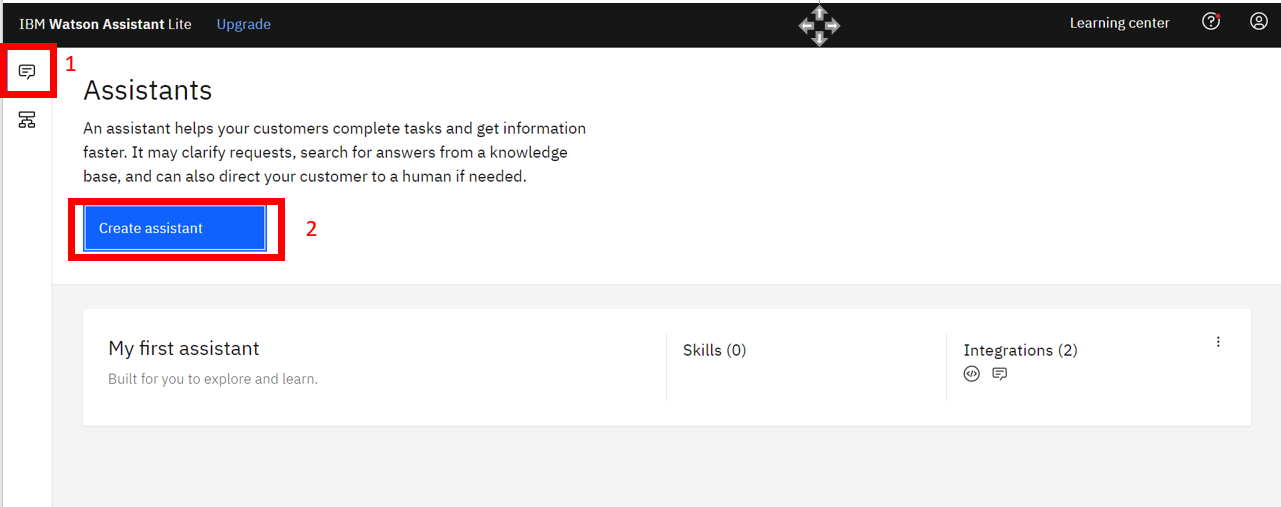 IBM Watson Assistant Lite Upgrade Learning center
1
Assistants
An assistant helps your customers complete tasks and get information
faster. It may clarify requests, search for answers from a knowledge
base, and can also direct your customer to a human if needed.
Create assistant
2
My first assistant
Built for you to explore and learn.
Skills (0)
Integrations (2)